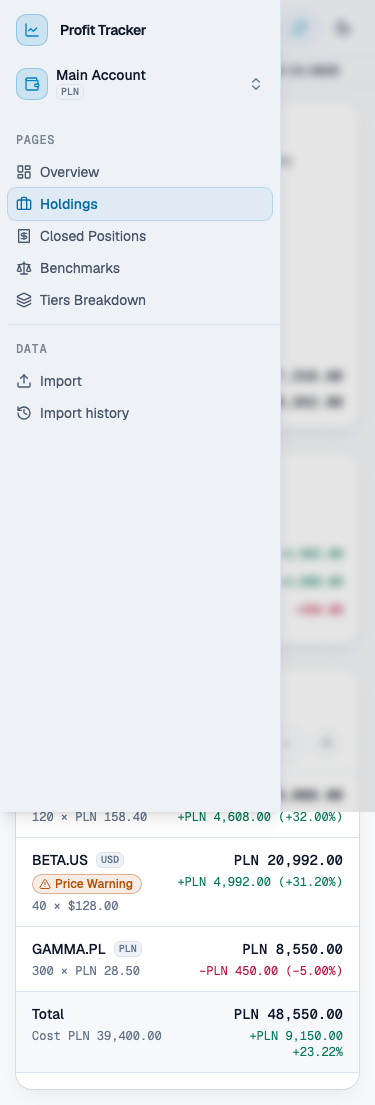 Profit Tracker
Main Account
PLN
PAGES
Overview
Holdings
Closed Positions
Benchmarks
Tiers Breakdown
DATA
Import
Import history
120 × PLN 158.40 +PLN 4,608.00 (+32.00%)
BETA.US USD PLN 20,992.00
Price Warning +PLN 4,992.00 (+31.20%)
40 × $128.00
GAMMA.PL PLN PLN 8,550.00
300 × PLN 28.50 −PLN 450.00 (−5.00%)
Total PLN 48,550.00
Cost PLN 39,400.00 +PLN 9,150.00
+23.22%